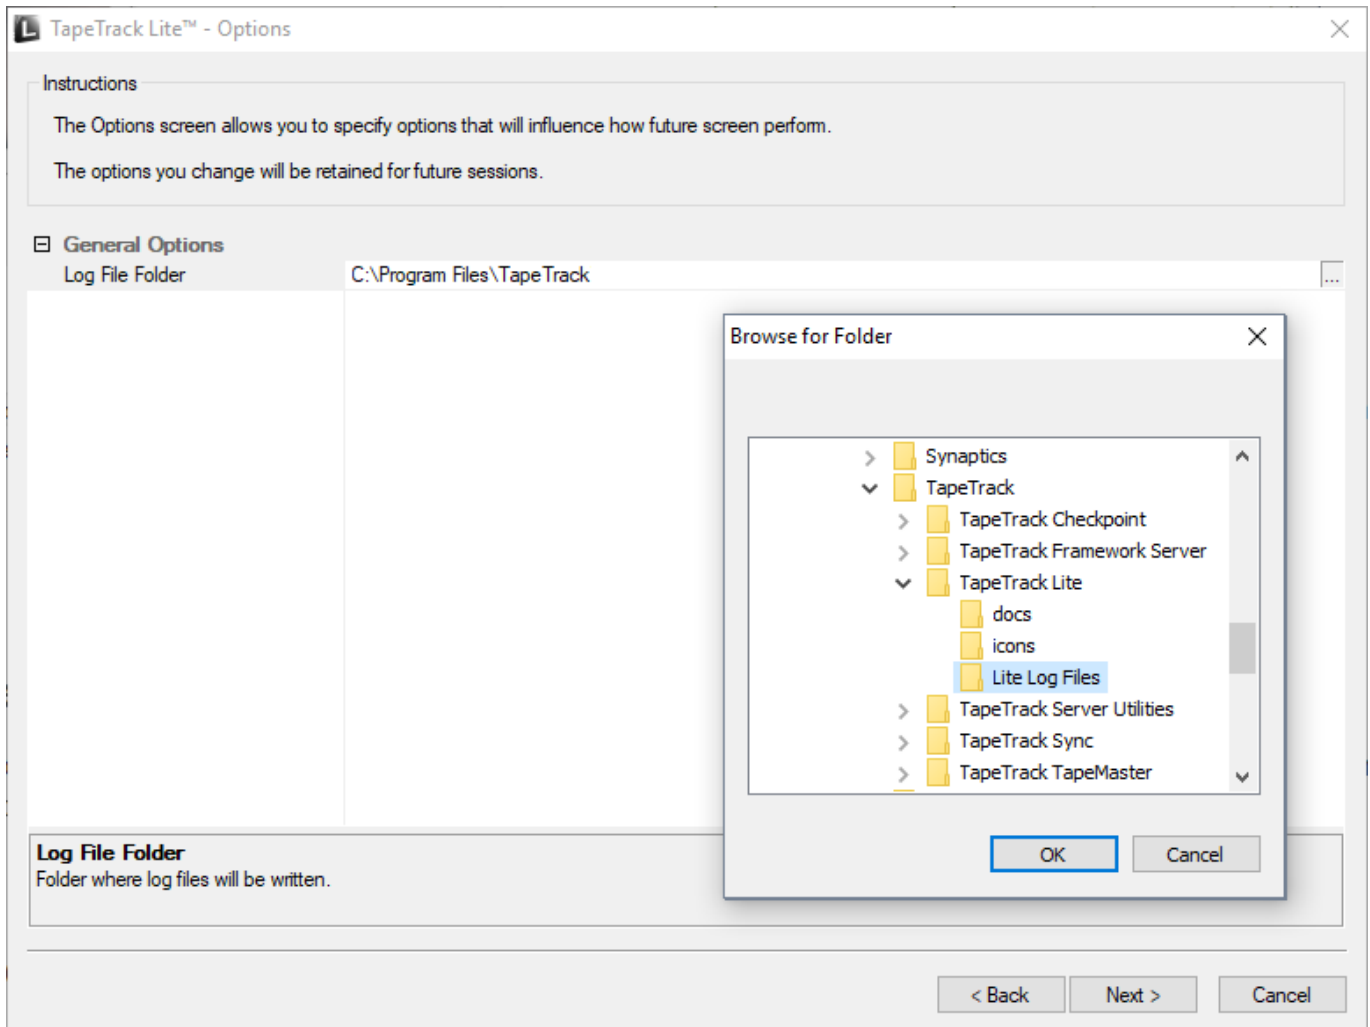 TapeTrack Lite™ - Options
Instructions
The Options screen allows you to specify options that will influence how future screen perform.
The options you change will be retained for future sessions.
General Options
Log File Folder
C:\Program Files\TapeTrack
...
Browse for Folder
Synaptics
TapeTrack
TapeTrack Checkpoint
TapeTrack Framework Server
TapeTrack Lite
docs
icons
Lite Log Files
TapeTrack Server Utilities
TapeTrack Sync
TapeTrack TapeMaster
OK
Cancel
Log File Folder
Folder where log files will be written.
< Back
Next >
Cancel